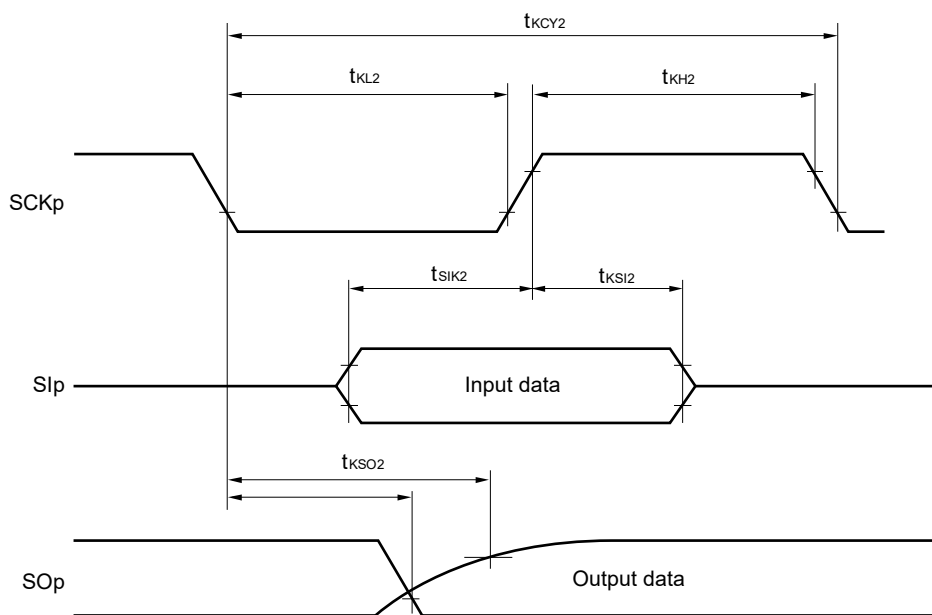 tKCY2
tKL2
tKH2
SCKp
tSIK2
tKSI2
SIp
Input data
tKSO2
SOp
Output data